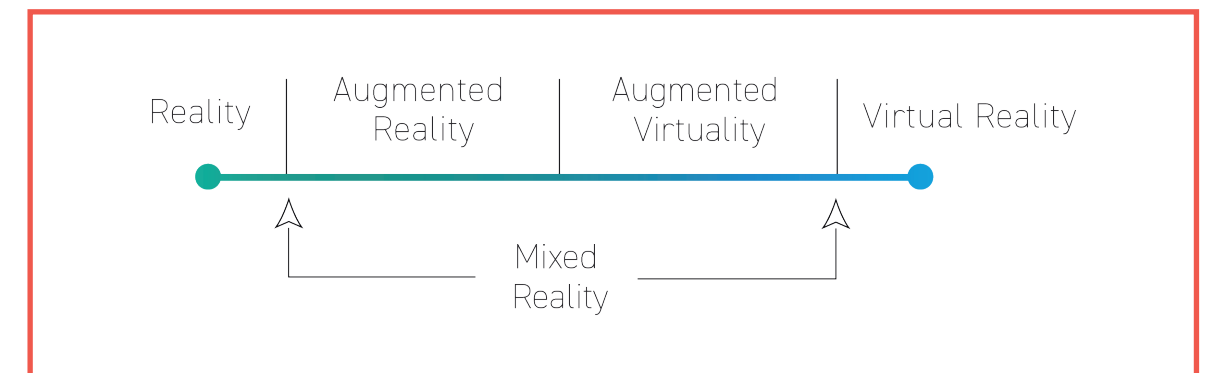 Reality
Augmented
Reality
Augmented
Virtuality
Virtual Reality
Mixed
Reality